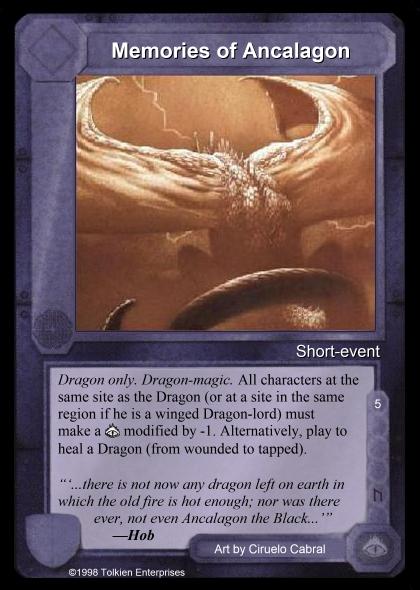 Memories of Ancalagon
Short-event
Dragon only. Dragon-magic. All characters at the
same site as the Dragon (or at a site in the same
region if he is a winged Dragon-lord) must
make a modified by -1. Alternatively, play to
heal a Dragon (from wounded to tapped).
5
“‘...there is not now any dragon left on earth in
which the old fire is hot enough; nor was there
ever, not even Ancalagon the Black...’”
—Hob
Art by Ciruelo Cabral
©1998 Tolkien Enterprises